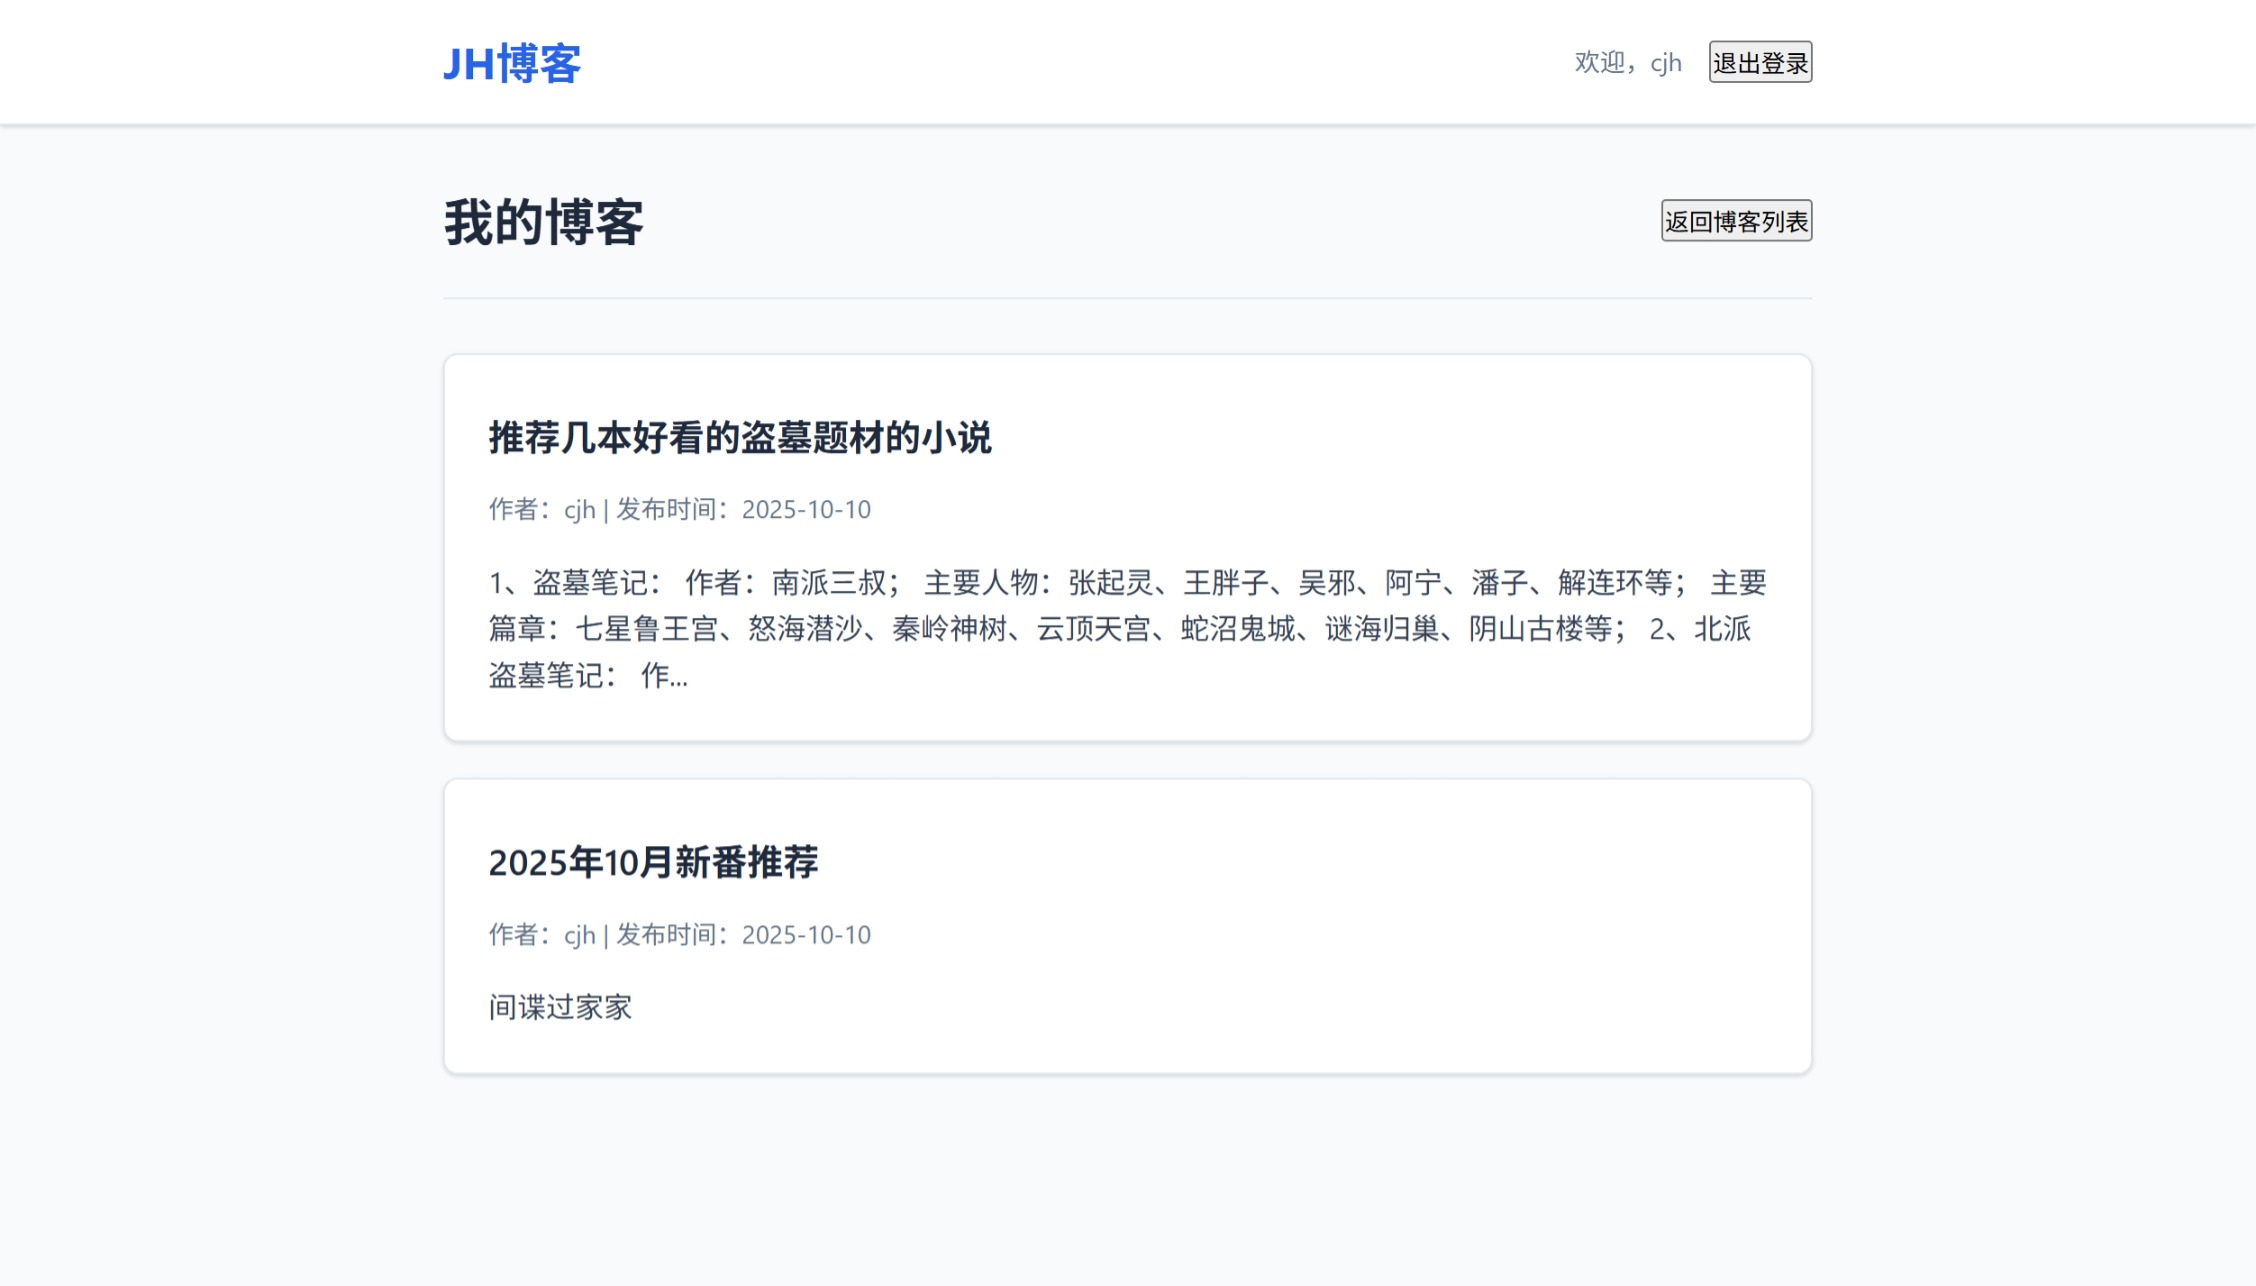 JH博客
欢迎，cjh
退出登录
我的博客
返回博客列表
推荐几本好看的盗墓题材的小说
作者：cjh | 发布时间：2025-10-10
1、盗墓笔记： 作者：南派三叔； 主要人物：张起灵、王胖子、吴邪、阿宁、潘子、解连环等； 主要
篇章：七星鲁王宫、怒海潜沙、秦岭神树、云顶天宫、蛇沼鬼城、谜海归巢、阴山古楼等； 2、北派
盗墓笔记： 作...
2025年10月新番推荐
作者：cjh | 发布时间：2025-10-10
间谍过家家